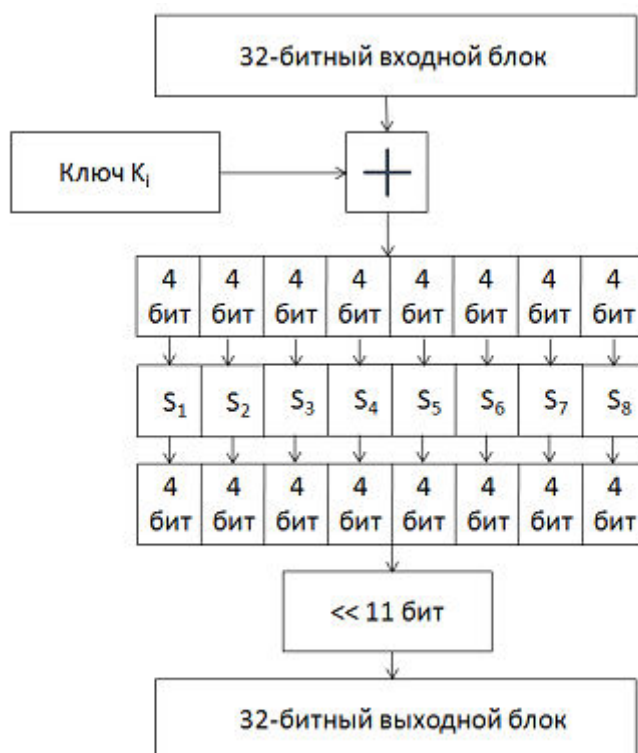 32-битный входной блок
Ключ Ki
+
4 4 4 4 4 4 4 4
бит бит бит бит бит бит бит бит
S1 S2 S3 S4 S5 S6 S7 S8
4 4 4 4 4 4 4 4
бит бит бит бит бит бит бит бит
<< 11 бит
32-битный выходной блок